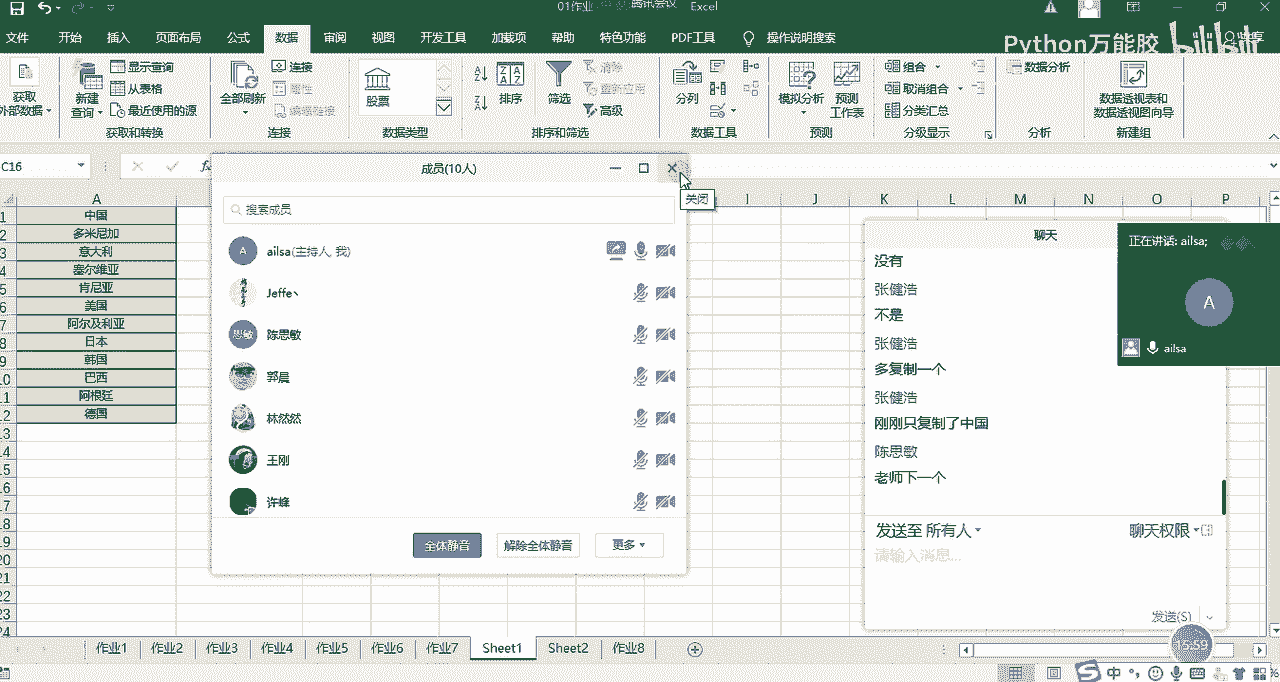 01作业
腾讯会议
Excel
文件 开始 插入 页面布局 公式 数据 审阅 视图 开发工具 加载项 帮助 特色功能 PDF工具 操作说明搜索
Python万能胶 bilibili
获取
外部数据
新建
查询
显示查询
从表格
最近使用的源
获取和转换
全部刷新
连接
属性
编辑链接
连接
股票
数据类型
排序
筛选
清除
重新应用
高级
排序和筛选
分列
数据工具
模拟分析
预测
工作表
预测
组合
取消组合
分类汇总
分级显示
数据分析
分析
数据透视表和
数据透视图向导
新建组
C16
A I J K L M N O P
1 中国
2 多米尼加
3 意大利
4 塞尔维亚
5 肯尼亚
6 美国
7 阿尔及利亚
8 日本
9 韩国
10 巴西
11 阿根廷
12 德国
13
14
15
16
17
18
19
20
21
22
23
24
成员(10人)
关闭
搜索成员
A ailsa(主持人, 我)
Jeffe丶
思敏 陈思敏
郭晨
林然然
王刚
许峰
全体静音 解除全体静音 更多
聊天
没有
张健浩
不是
张健浩
多复制一个
张健浩
刚刚只复制了中国
陈思敏
老师下一个
发送至 所有人 聊天权限
请输入消息...
发送(S)
正在讲话: ailsa;
A
ailsa
作业1 作业2 作业3 作业4 作业5 作业6 作业7 Sheet1 Sheet2 作业8
中